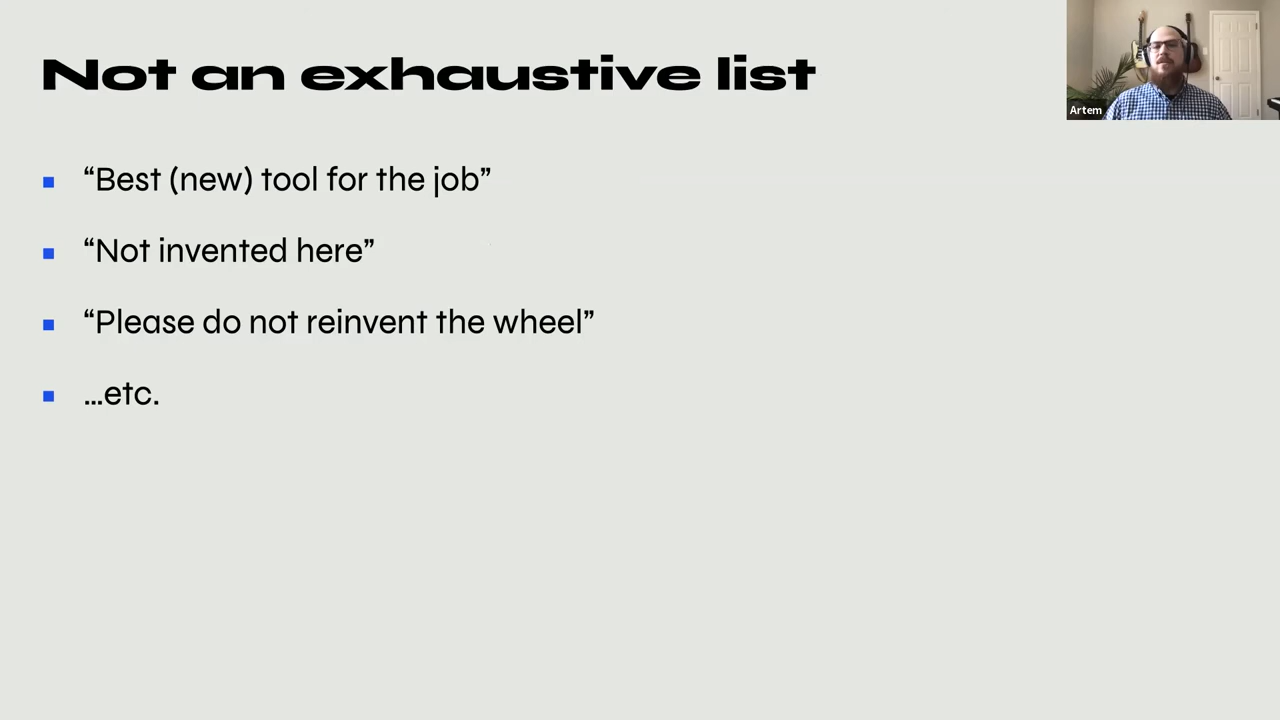 Not an exhaustive list
Artem
“Best (new) tool for the job”
“Not invented here”
“Please do not reinvent the wheel”
...etc.